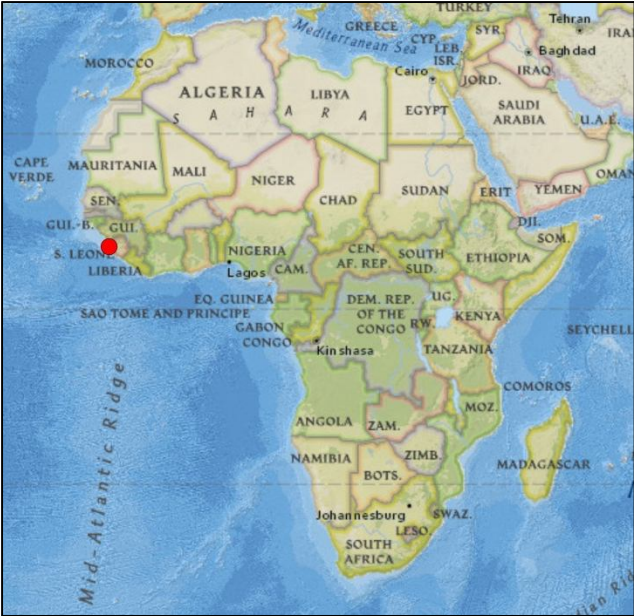 TURKEY
GREECE
Mediterranean Sea
CYP.
SYR.
Tehran
LEB.
ISR.
Baghdad
IRAQ
MOROCCO
Cairo
JORD.
ALGERIA
LIBYA
EGYPT
SAUDI
ARABIA
U.A.E.
SAHARA
CAPE
VERDE
MAURITANIA
MALI
NIGER
CHAD
SUDAN
ERIT
YEMEN
OMAN
SEN.
DJI.
GUI.-B.
GUI.
SOM.
S. LEONE
LIBERIA
NIGERIA
Lagos
CAM.
CEN.
AF. REP.
SOUTH
SUD.
ETHIOPIA
EQ. GUINEA
SAO TOME AND PRINCIPE
GABON
CONGO
DEM. REP.
OF THE
CONGO
UG.
RW.
KENYA
Kinshasa
TANZANIA
SEYCHELL
COMOROS
ANGOLA
ZAM.
MOZ.
NAMIBIA
ZIMB.
BOTS.
MADAGASCAR
Johannesburg
SWAZ.
LESO.
SOUTH
AFRICA
Mid-Atlantic Ridge